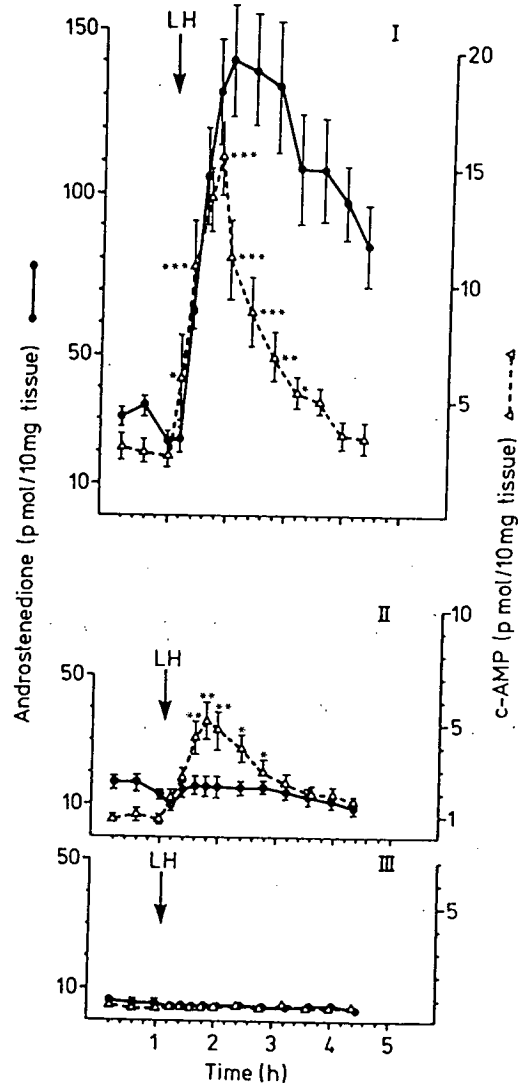 Androstenedione (p mol/10mg tissue)
c-AMP (p mol/10mg tissue)
I
LH
150
100
50
10
20
15
10
5
***
***
***
***
**
*
*
II
LH
50
10
10
5
1
**
**
**
*
*
III
LH
50
10
5
1 2 3 4 5
Time (h)